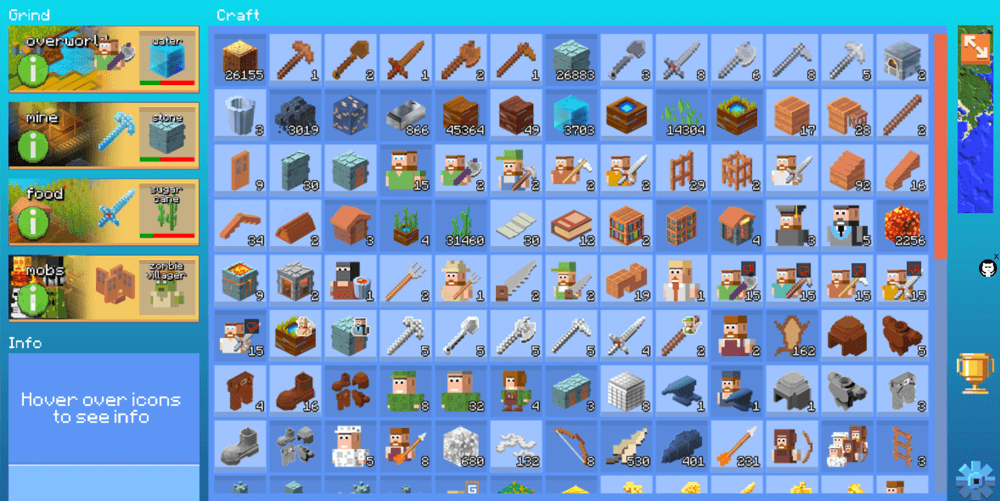 Grind
Craft
overworld
water
mine
stone
food
sugar
cane
mobs
zombie
villager
Info
Hover over icons
to see info
26155 1 2 1 2 1 26883 3 8 6 8 5 2
3 3019 866 45364 49 3703 14304 17 28 2
9 30 15 2 2 2 2 29 2 2 92 16
34 2 3 4 31460 30 12 2 4 3 5 2256
9 2 1 2 1 2 2 19 1 15 15 15 15
15 5 5 5 5 4 2 2 162 5
4 16 8 32 4 3 8 1 1 1 3
5 8 680 132 8 530 401 231 3
G
x